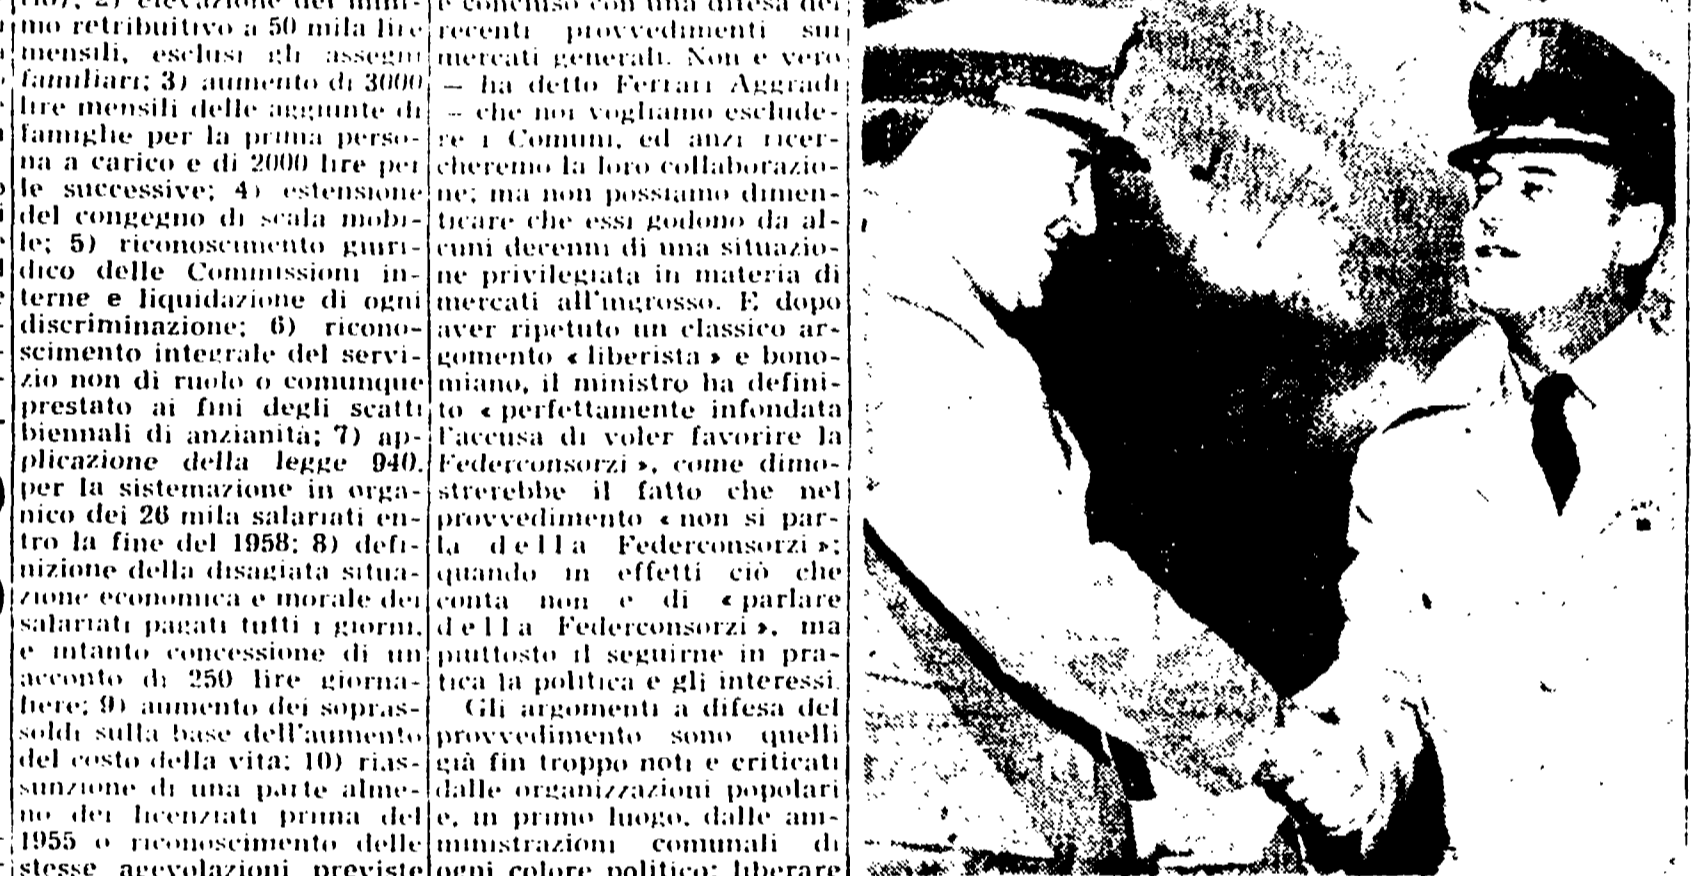 mo retribuitivo a 50 mila lire
mensili, esclusi gli assegni
familiari; 3) aumento di 3000
lire mensili delle aggiunte di
famiglie per la prima perso-
na a carico e di 2000 lire per
le successive; 4) estensione
del congegno di scala mobi-
le; 5) riconoscimento giuri-
dico delle Commissioni in-
terne e liquidazione di ogni
discriminazione; 6) ricono-
scimento integrale del servi-
zio non di ruolo o comunque
prestato ai fini degli scatti
biennali di anzianità; 7) ap-
plicazione della legge 940,
per la sistemazione in orga-
nico dei 26 mila salariati en-
tro la fine del 1958; 8) defi-
nizione della disagiata situa-
zione economica e morale dei
salariati pagati tutti i giorni,
e intanto concessione di un
acconto di 250 lire giorna-
liere; 9) aumento dei sopras-
soldi sulla base dell'aumento
del costo della vita; 10) rias-
sunzione di una parte alme-
no dei licenziati prima del
1955 o riconoscimento delle
stesse agevolazioni previste
e concluso con una difesa dei
recenti provvedimenti sui
mercati generali. Non è vero
— ha detto Ferrari Aggradi
— che noi vogliamo esclude-
re i Comuni, ed anzi ricer-
cheremo la loro collaborazio-
ne; ma non possiamo dimen-
ticare che essi godono da al-
cuni decenni di una situazio-
ne privilegiata in materia di
mercati all'ingrosso. E dopo
aver ripetuto un classico ar-
gomento « liberista » e bono-
miano, il ministro ha defini-
to « perfettamente infondata
l'accusa di voler favorire la
Federconsorzi », come dimo-
strerebbe il fatto che nel
provvedimento « non si par-
la della Federconsorzi »;
quando in effetti ciò che
conta non è di « parlare
della Federconsorzi », ma
piuttosto il seguirne in pra-
tica la politica e gli interessi.
Gli argomenti a difesa del
provvedimento sono quelli
già fin troppo noti e criticati
dalle organizzazioni popolari
e, in primo luogo, dalle am-
ministrazioni comunali di
ogni colore politico: liberare